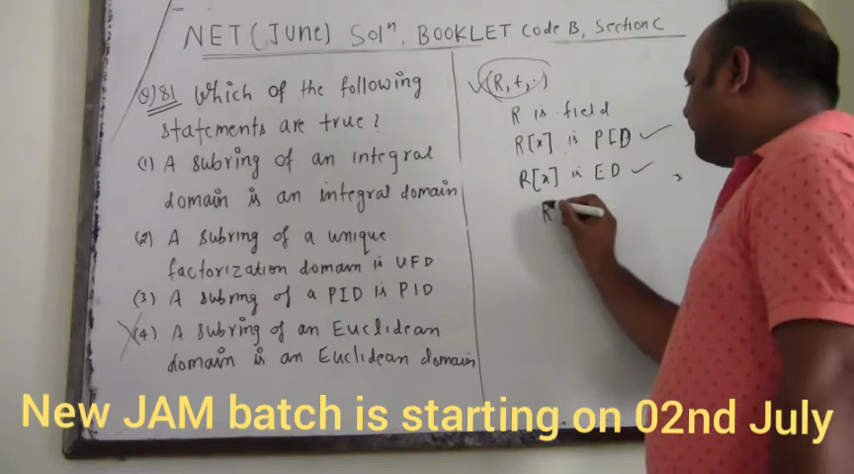 NET (June) Solⁿ. BOOKLET Code B, Section C
Q)81 Which of the following
statements are true?
(1) A subring of an integral
domain is an integral domain
(2) A subring of a unique
factorization domain is UFD
(3) A subring of a PID is PID
(4) A subring of an Euclidean
domain is an Euclidean domain
(R, +, ·)
R is field
R[x] is PID
R[x] is ED
R
New JAM batch is starting on 02nd July